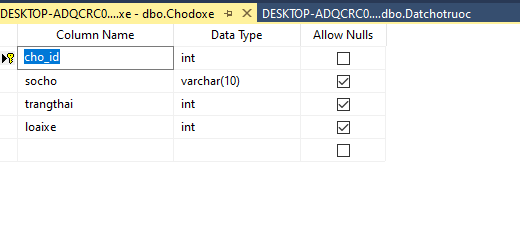 DESKTOP-ADQCRC0....xe - dbo.Chodoxe DESKTOP-ADQCRC0....dbo.Datchotruoc
Column Name Data Type Allow Nulls
cho_id int
socho varchar(10)
trangthai int
loaixe int